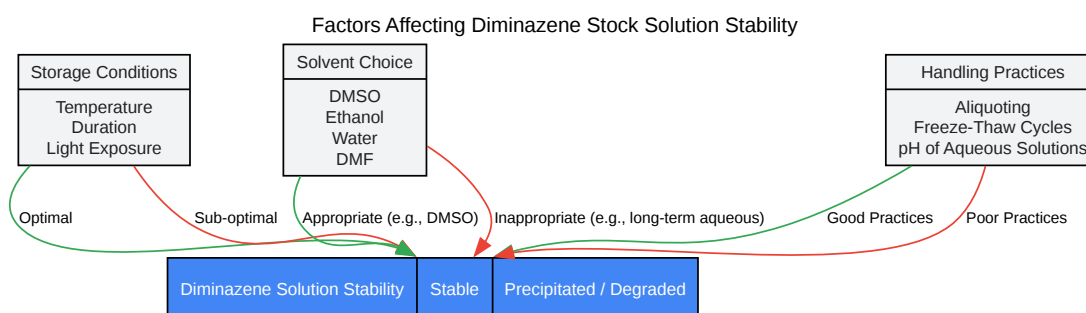 Factors Affecting Diminazene Stock Solution Stability
Storage Conditions
Temperature
Duration
Light Exposure
Solvent Choice
DMSO
Ethanol
Water
DMF
Handling Practices
Aliquoting
Freeze-Thaw Cycles
pH of Aqueous Solutions
Optimal
Sub-optimal
Appropriate (e.g., DMSO)
Inappropriate (e.g., long-term aqueous)
Good Practices
Poor Practices
Diminazene Solution Stability
Stable
Precipitated / Degraded